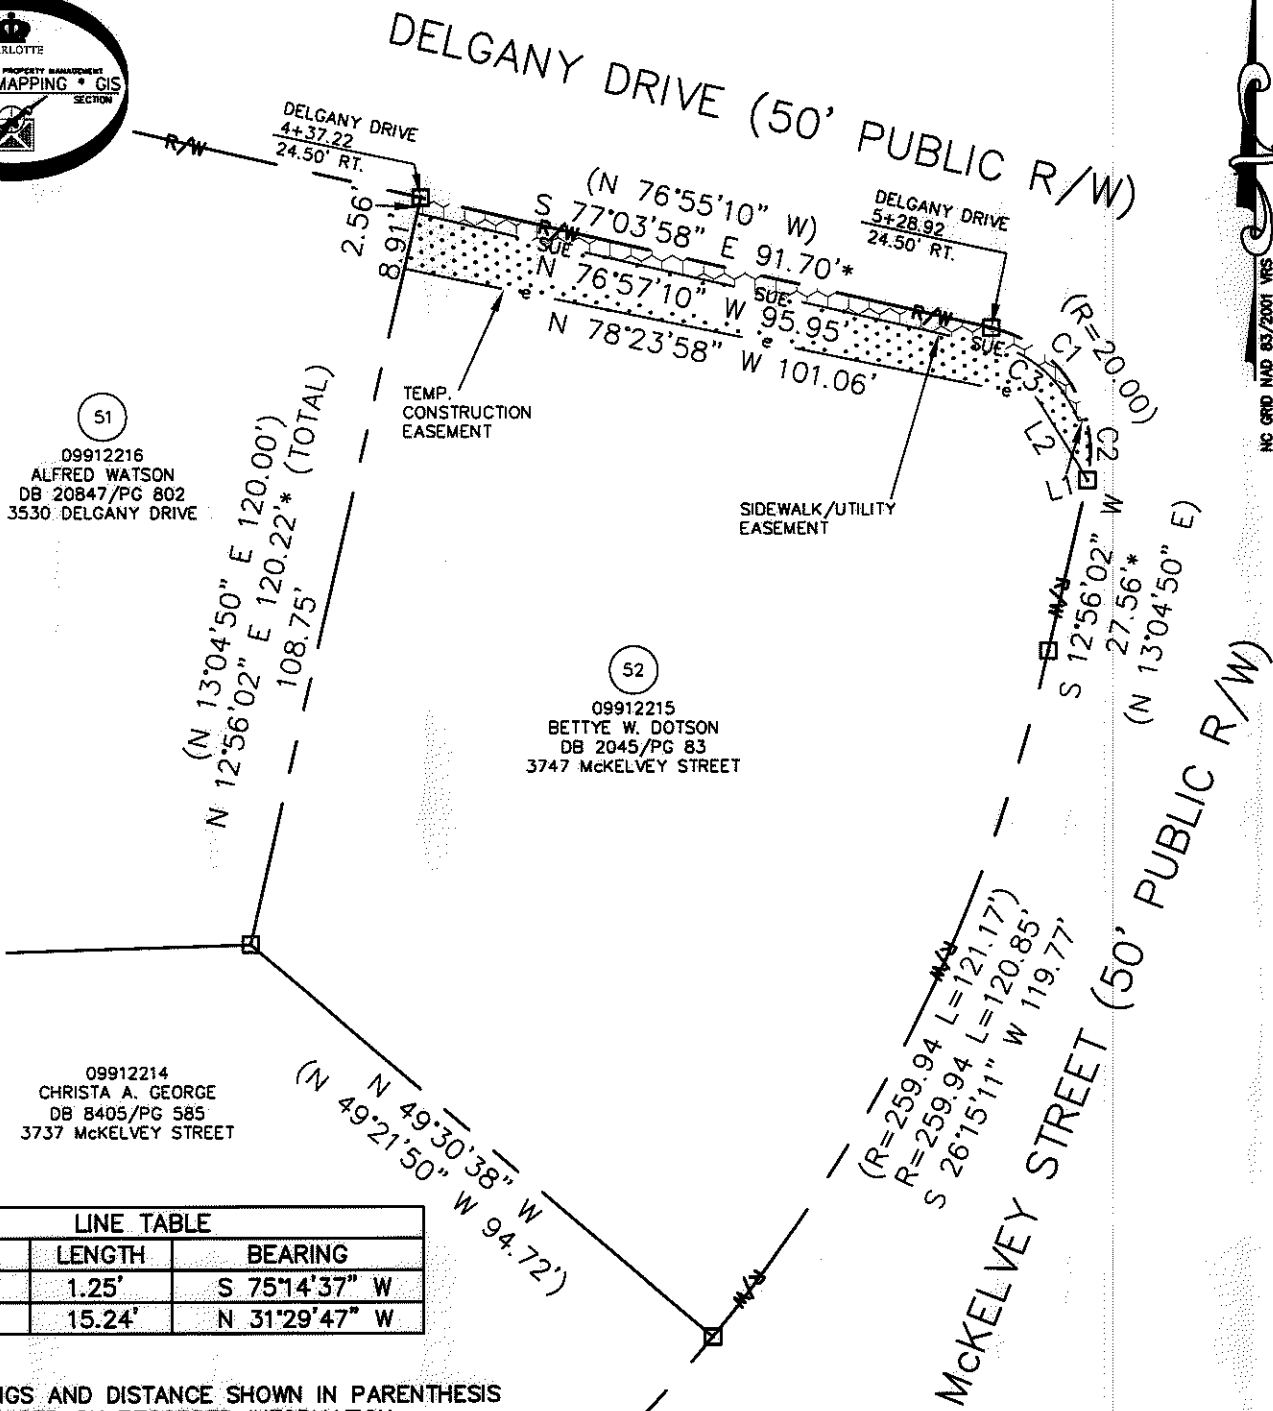 RLOTTE
PROPERTY MANAGEMENT
MAPPING * GIS
SECTION
DELGANY DRIVE (50' PUBLIC R/W)
DELGANY DRIVE
4+37.22
24.50' RT.
R/W
2.56'
8.91'
(N 76°55'10" W)
S 77°03'58" E 91.70'*
R/W
SUE
N 76°57'10" W 95.95'
SUE
R/W
SUE
e
e
e
N 78°23'58" W 101.06'
DELGANY DRIVE
5+28.92
24.50' RT.
(R=20.00)
C1
C3
C2
L2
L1
NC GRID NAD 83/2001 VRS
TEMP.
CONSTRUCTION
EASEMENT
SIDEWALK/UTILITY
EASEMENT
51
09912216
ALFRED WATSON
DB 20847/PG 802
3530 DELGANY DRIVE
(N 13°04'50" E 120.00')
N 12°56'02" E 120.22'* (TOTAL)
108.75'
52
09912215
BETTYE W. DOTSON
DB 2045/PG 83
3747 McKELVEY STREET
R/W
S 12°56'02" W
27.56'*
(N 13°04'50" E)
R/W
(R=259.94 L=121.17')
R=259.94 L=120.85'
S 26°15'11" W 119.77'
McKELVEY STREET (50' PUBLIC R/W)
09912214
CHRISTA A. GEORGE
DB 8405/PG 585
3737 McKELVEY STREET
N 49°30'38" W
(N 49°21'50" W 94.72')
R/W
LINE TABLE
LENGTH BEARING
1.25' S 75°14'37" W
15.24' N 31°29'47" W
NGS AND DISTANCE SHOWN IN PARENTHESIS